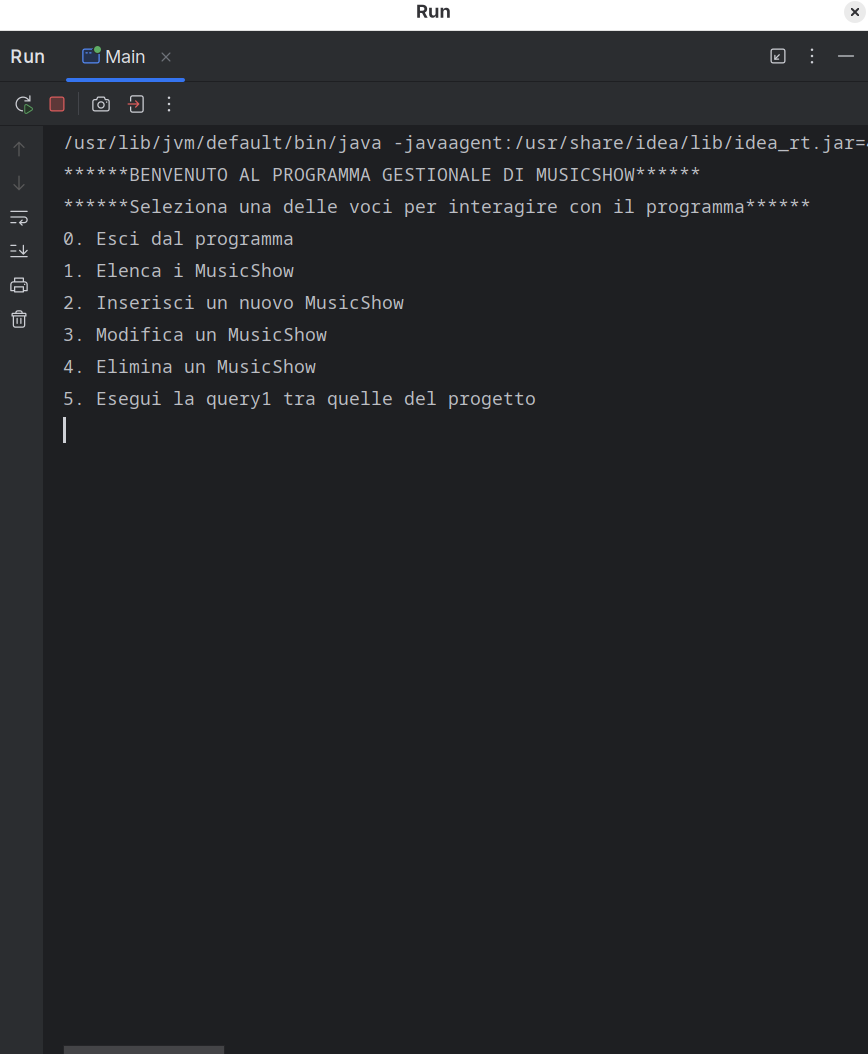 Run
Run Main
/usr/lib/jvm/default/bin/java -javaagent:/usr/share/idea/lib/idea_rt.jar=
******BENVENUTO AL PROGRAMMA GESTIONALE DI MUSICSHOW******
******Seleziona una delle voci per interagire con il programma******
0. Esci dal programma
1. Elenca i MusicShow
2. Inserisci un nuovo MusicShow
3. Modifica un MusicShow
4. Elimina un MusicShow
5. Esegui la query1 tra quelle del progetto